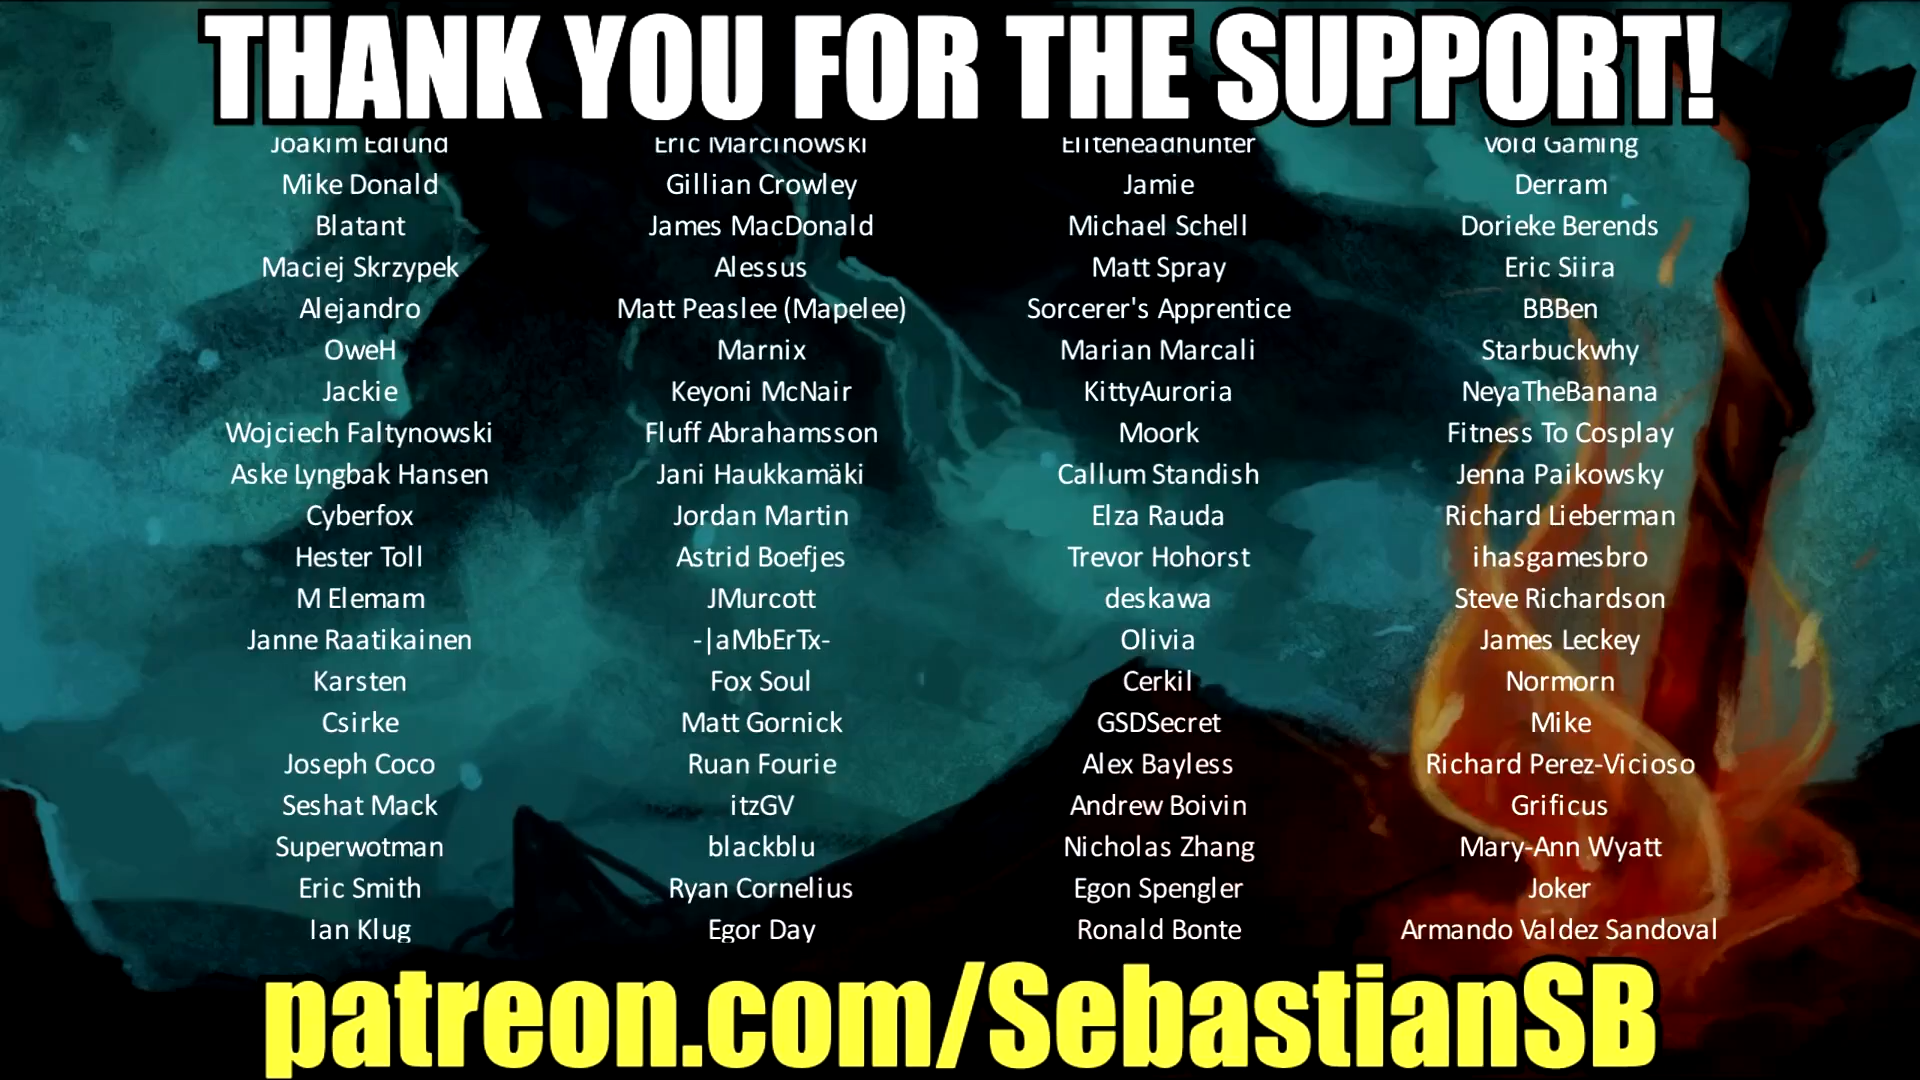 THANK YOU FOR THE SUPPORT!
Joakim Edlund Eric Marcinowski Eliteheadhunter Void Gaming
Mike Donald Gillian Crowley Jamie Derram
Blatant James MacDonald Michael Schell Dorieke Berends
Maciej Skrzypek Alessus Matt Spray Eric Siira
Alejandro Matt Peaslee (Mapelee) Sorcerer's Apprentice BBBen
OweH Marnix Marian Marcali Starbuckwhy
Jackie Keyoni McNair KittyAuroria NeyaTheBanana
Wojciech Faltynowski Fluff Abrahamsson Moork Fitness To Cosplay
Aske Lyngbak Hansen Jani Haukkamäki Callum Standish Jenna Paikowsky
Cyberfox Jordan Martin Elza Rauda Richard Lieberman
Hester Toll Astrid Boefjes Trevor Hohorst ihasgamesbro
M Elemam JMurcott deskawa Steve Richardson
Janne Raatikainen -|aMbErTx- Olivia James Leckey
Karsten Fox Soul Cerkil Normorn
Csirke Matt Gornick GSDSecret Mike
Joseph Coco Ruan Fourie Alex Bayless Richard Perez-Vicioso
Seshat Mack itzGV Andrew Boivin Grificus
Superwotman blackblu Nicholas Zhang Mary-Ann Wyatt
Eric Smith Ryan Cornelius Egon Spengler Joker
Ian Klug Egor Day Ronald Bonte Armando Valdez Sandoval
patreon.com/SebastianSB